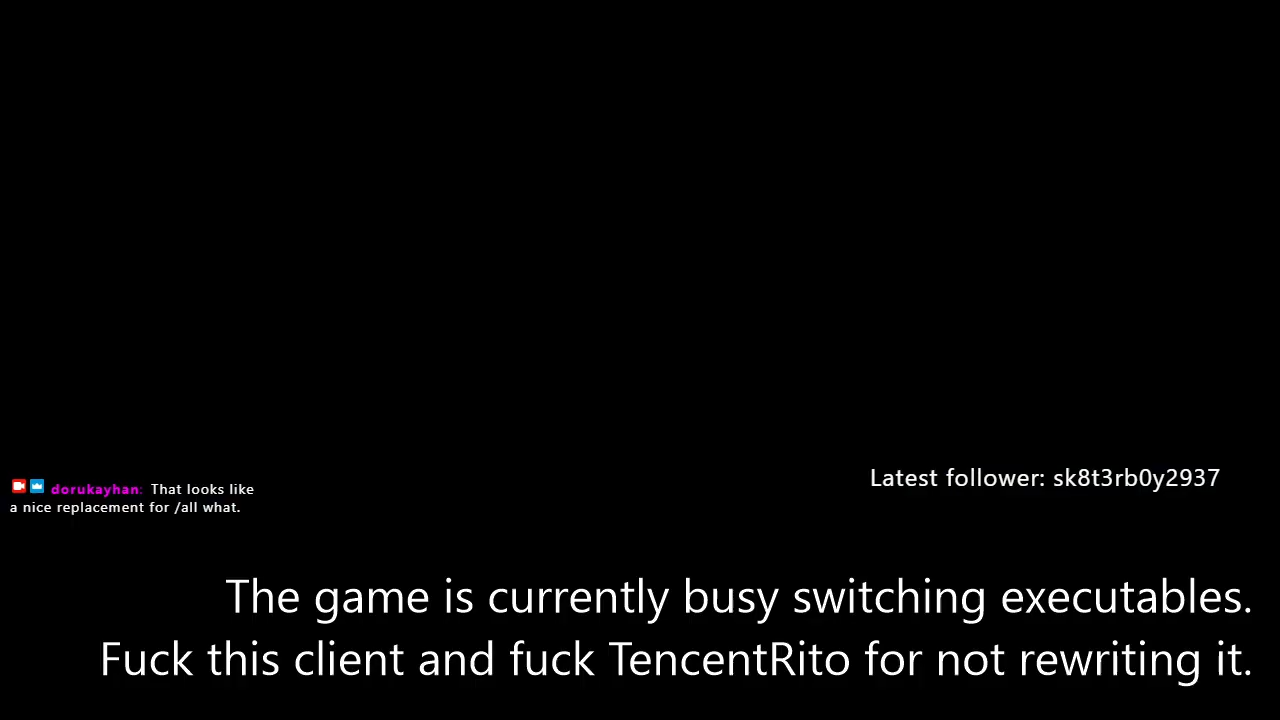 Latest follower: sk8t3rb0y2937
dorukayhan: That looks like
a nice replacement for /all what.
The game is currently busy switching executables.
Fuck this client and fuck TencentRito for not rewriting it.